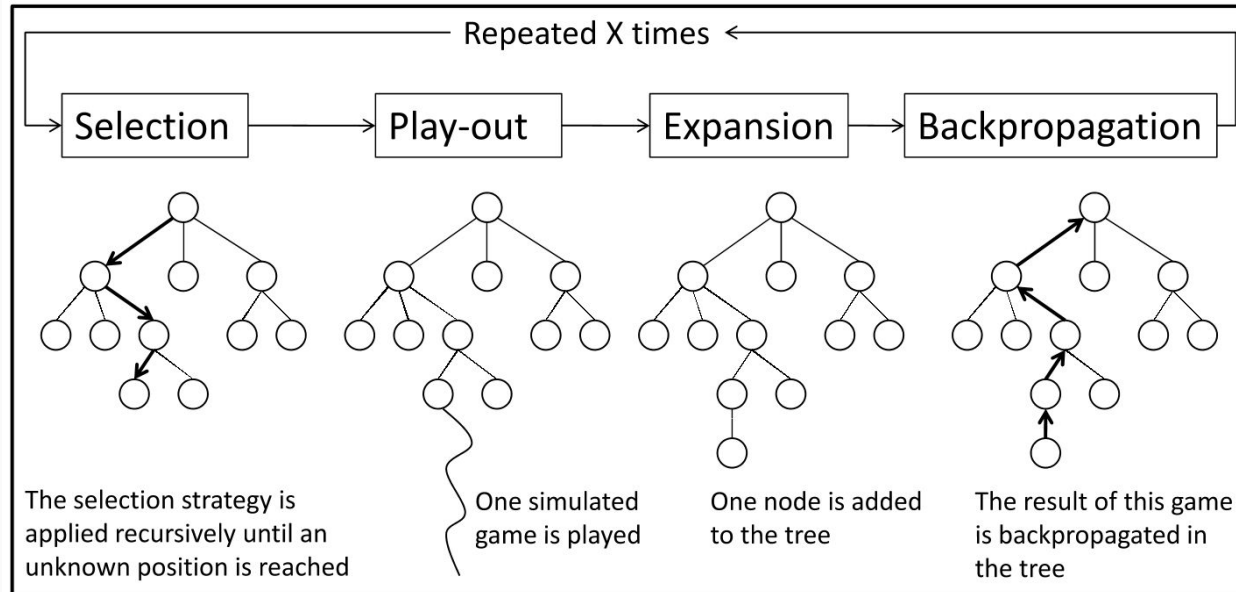 Repeated X times
Selection
Play-out
Expansion
Backpropagation
The selection strategy is
applied recursively until an
unknown position is reached
One simulated
game is played
One node is added
to the tree
The result of this game
is backpropagated in
the tree